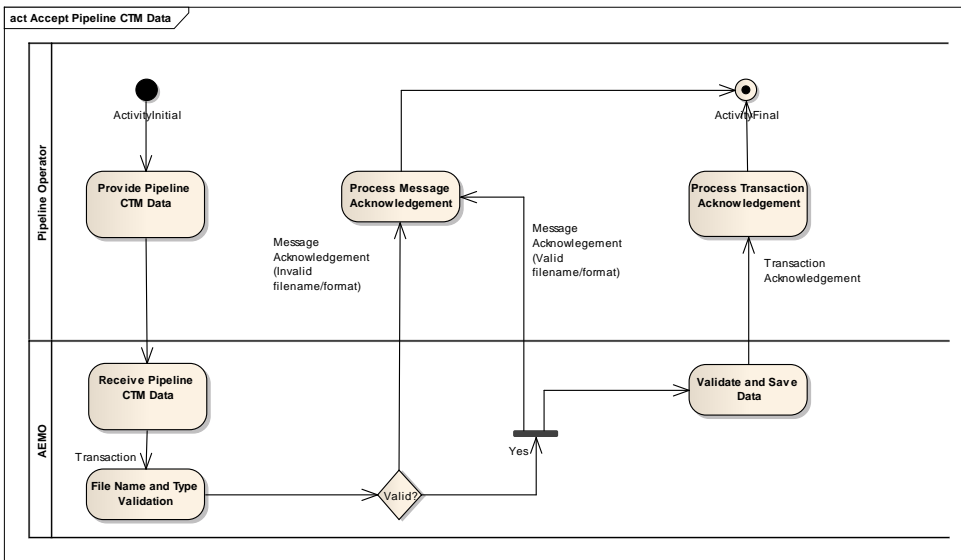 act Accept Pipeline CTM Data
Pipeline Operator
ActivityInitial
ActivityFinal
Provide Pipeline
CTM Data
Process Message
Acknowledgement
Process Transaction
Acknowledgement
Message
Acknowledgement
(Invalid
filename/format)
Message
Acknowlegement
(Valid
filename/format)
Transaction
Acknowledgement
AEMO
Receive Pipeline
CTM Data
Validate and Save
Data
Transaction
Yes
File Name and Type
Validation
Valid?